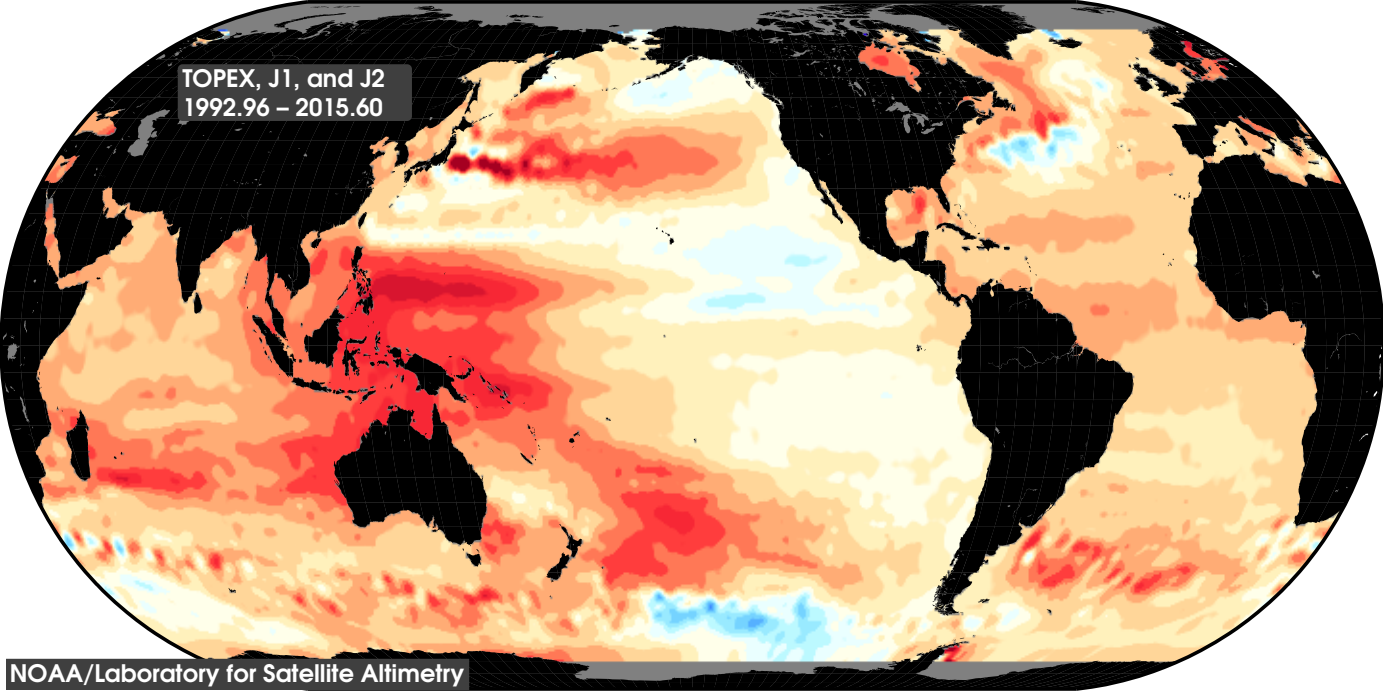 TOPEX, J1, and J2
1992.96 – 2015.60
NOAA/Laboratory for Satellite Altimetry